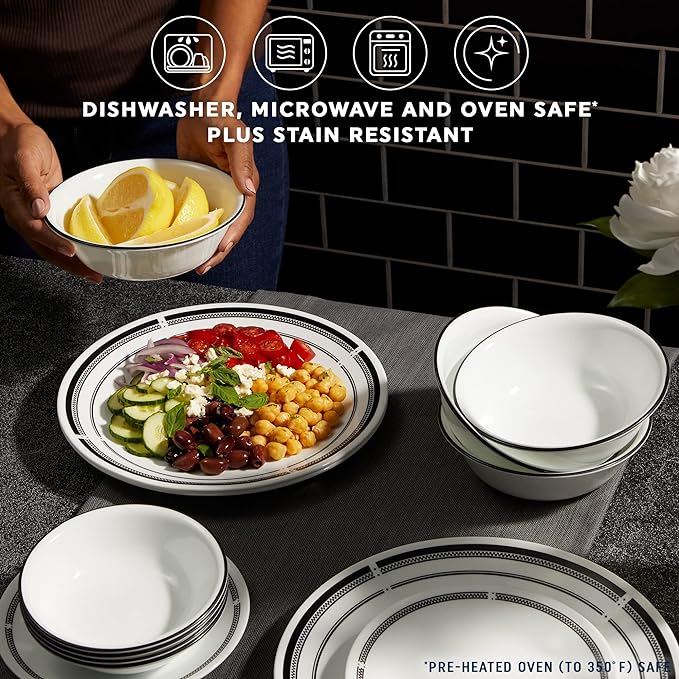 DISHWASHER, MICROWAVE AND OVEN SAFE*
PLUS STAIN RESISTANT
*PRE-HEATED OVEN (TO 350°F) SAFE